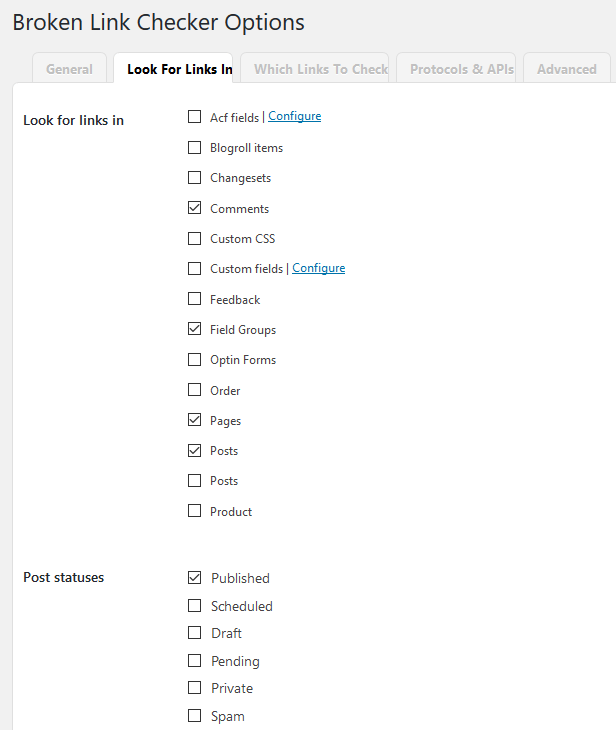 Broken Link Checker Options
General Look For Links In Which Links To Check Protocols & APIs Advanced
Look for links in
Acf fields | Configure
Blogroll items
Changesets
Comments
Custom CSS
Custom fields | Configure
Feedback
Field Groups
Optin Forms
Order
Pages
Posts
Posts
Product
Post statuses
Published
Scheduled
Draft
Pending
Private
Spam